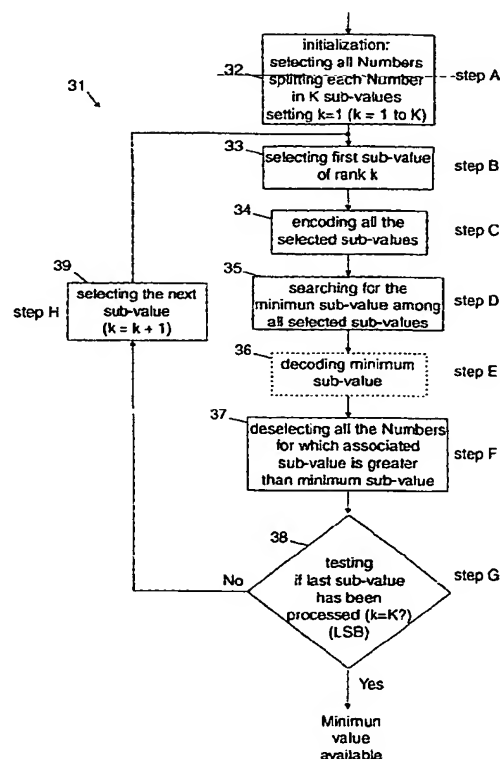 initialization:
selecting all Numbers
32
splitting each Number
step A
in K sub-values
setting k=1 (k = 1 to K)
31
33
selecting first sub-value
of rank k
step B
34
encoding all the
selected sub-values
step C
35
searching for the
minimun sub-value among
all selected sub-values
step D
39
selecting the next
sub-value
(k = k + 1)
step H
36
decoding minimum
sub-value
step E
37
deselecting all the Numbers
for which associated
sub-value is greater
than minimum sub-value
step F
38
testing
if last sub-value
has been
processed (k=K?)
(LSB)
step G
No
Yes
Minimun
value
available